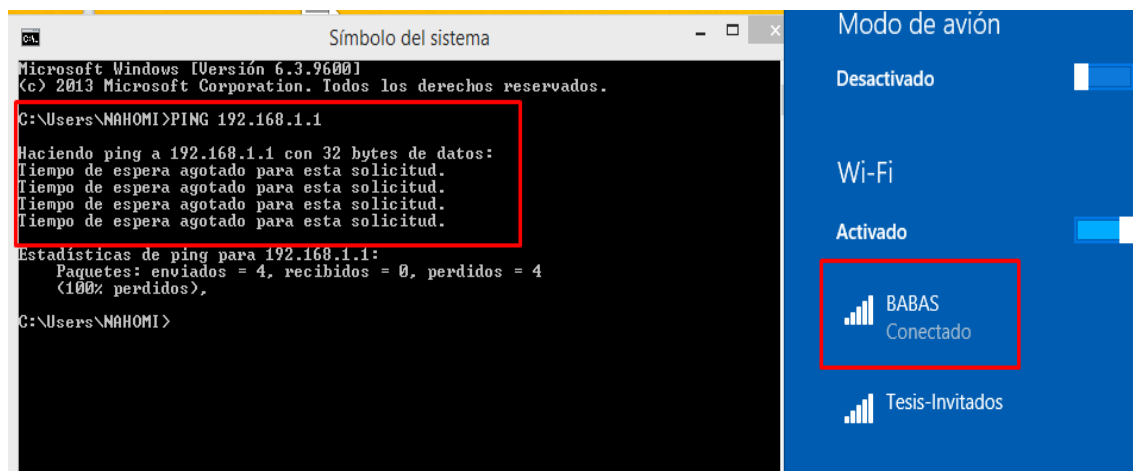 Símbolo del sistema
Microsoft Windows [Versión 6.3.9600]
(c) 2013 Microsoft Corporation. Todos los derechos reservados.
C:\Users\NAHOMI>PING 192.168.1.1
Haciendo ping a 192.168.1.1 con 32 bytes de datos:
Tiempo de espera agotado para esta solicitud.
Tiempo de espera agotado para esta solicitud.
Tiempo de espera agotado para esta solicitud.
Tiempo de espera agotado para esta solicitud.
Estadísticas de ping para 192.168.1.1:
Paquetes: enviados = 4, recibidos = 0, perdidos = 4
(100% perdidos),
C:\Users\NAHOMI>
Modo de avión
Desactivado
Wi-Fi
Activado
BABAS
Conectado
Tesis-Invitados